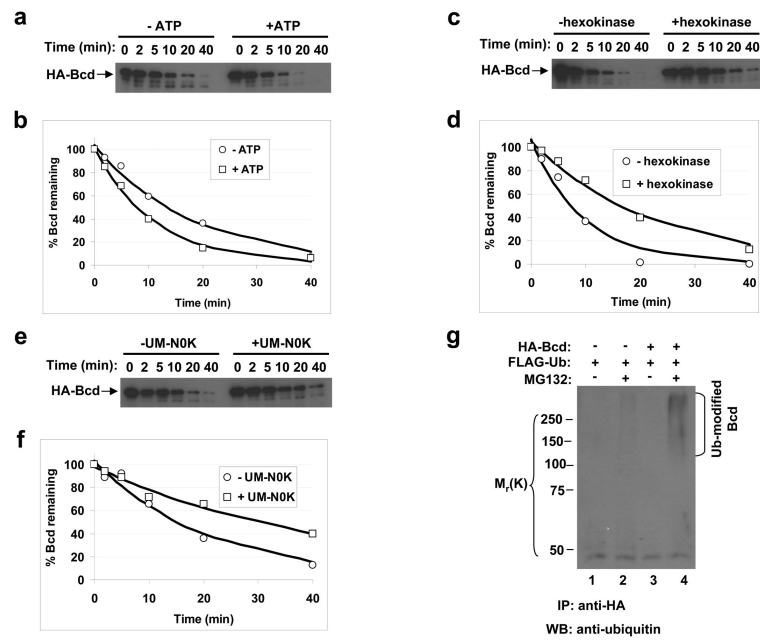 a
- ATP +ATP
Time (min): 0 2 5 10 20 40 0 2 5 10 20 40
HA-Bcd
b
% Bcd remaining
100
80
60
40
20
0
0 10 20 30 40
Time (min)
- ATP
+ ATP
c
-hexokinase +hexokinase
Time (min): 0 2 5 10 20 40 0 2 5 10 20 40
HA-Bcd
d
% Bcd remaining
100
80
60
40
20
0
0 10 20 30 40
Time (min)
- hexokinase
+ hexokinase
e
-UM-N0K +UM-N0K
Time (min): 0 2 5 10 20 40 0 2 5 10 20 40
HA-Bcd
f
% Bcd remaining
100
80
60
40
20
0
0 10 20 30 40
Time (min)
- UM-N0K
+ UM-N0K
g
HA-Bcd: - - + +
FLAG-Ub: + + + +
MG132: - + - +
Mr(K)
250
150
100
75
50
Ub-modified
Bcd
1 2 3 4
IP: anti-HA
WB: anti-ubiquitin